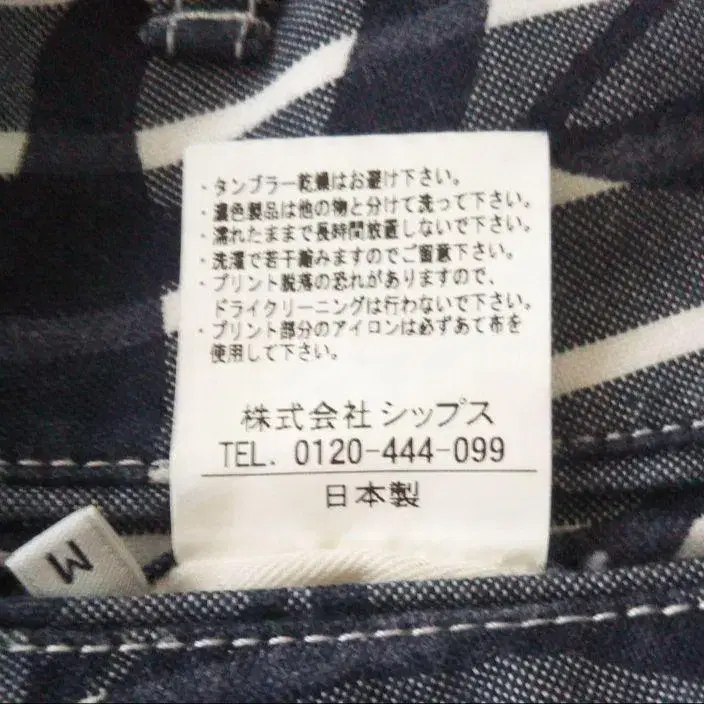 ・タンブラー乾燥はお避け下さい。
・濃色製品は他の物と分けて洗って下さい。
・濡れたままで長時間放置しないで下さい。
・洗濯で若干縮みますのでご留意下さい。
・プリント脱落の恐れがありますので、
ドライクリーニングは行わないで下さい。
・プリント部分のアイロンは必ずあて布を
使用して下さい。
株式会社 シップス
TEL. 0120-444-099
日本製
M